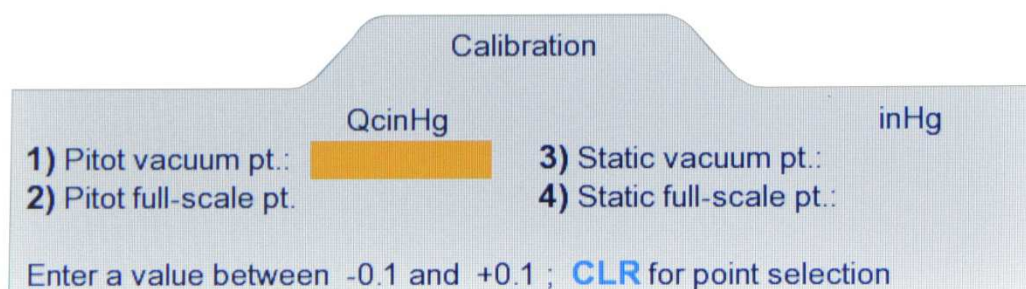 Calibration
QcinHg inHg
1) Pitot vacuum pt.: 3) Static vacuum pt.:
2) Pitot full-scale pt. 4) Static full-scale pt.:
Enter a value between -0.1 and +0.1 ; CLR for point selection